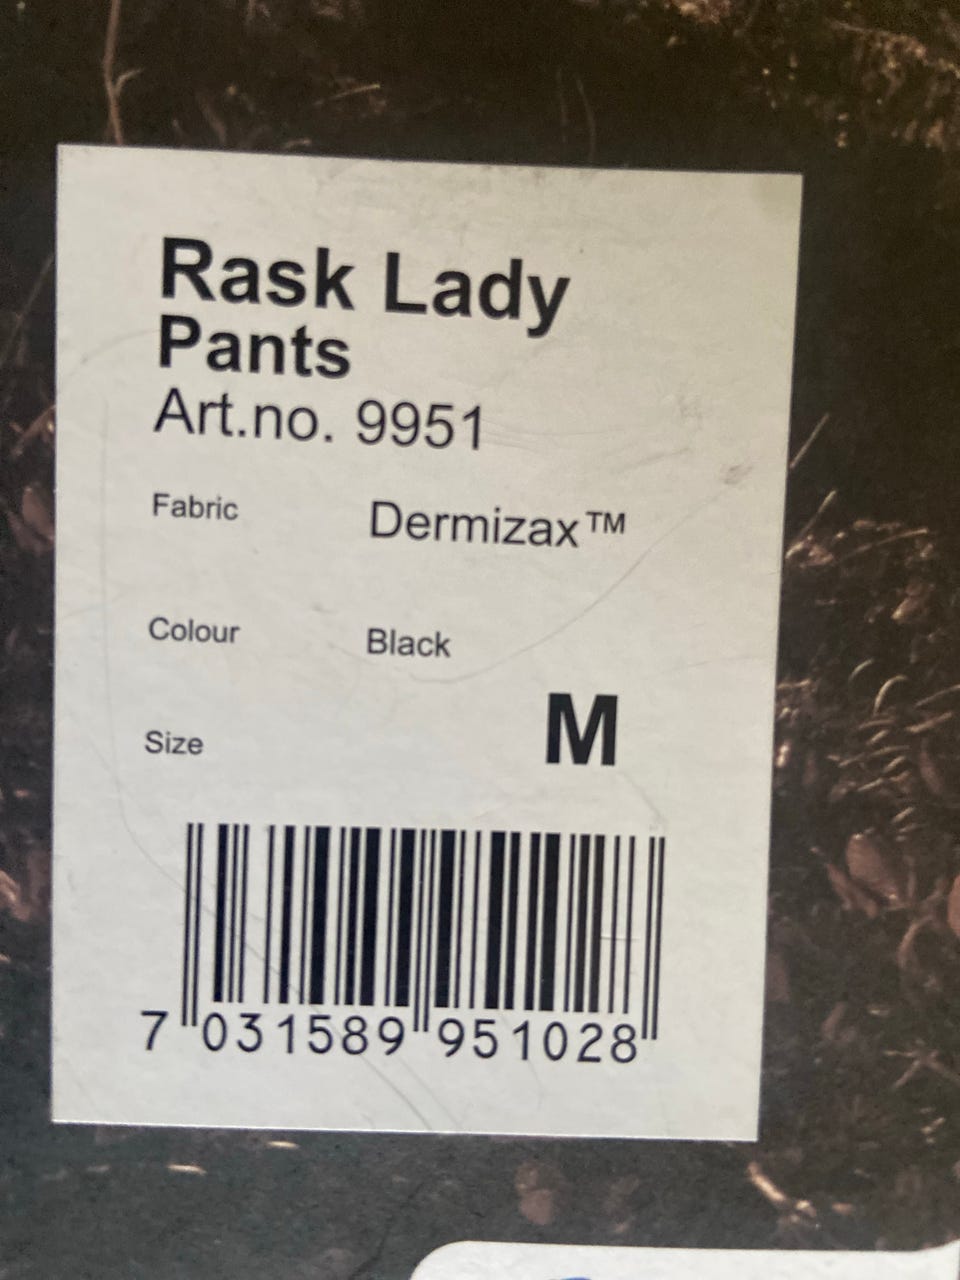 Rask Lady
Pants
Art.no. 9951
Fabric Dermizax™
Colour Black
Size M
7 031589 951028